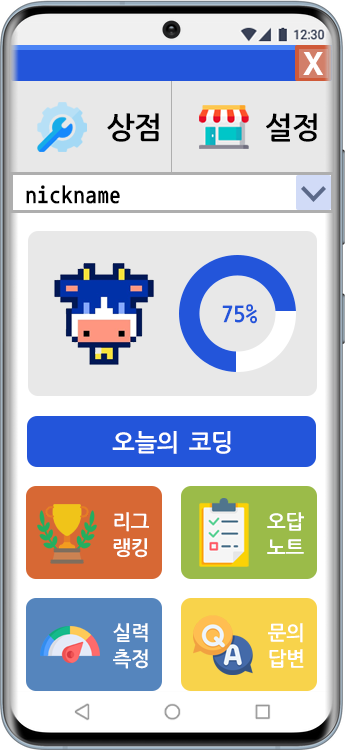 12:30
X
상점
설정
nickname
75%
오늘의 코딩
리그
랭킹
오답
노트
실력
측정
Q
A
문의
답변